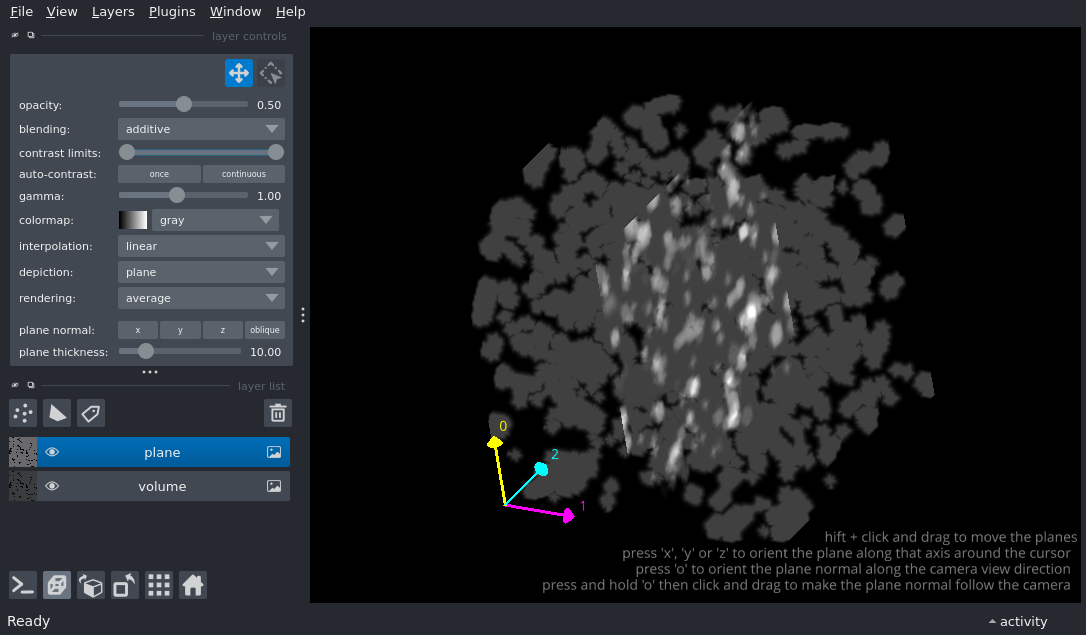 File View Layers Plugins Window Help
layer controls
opacity: 0.50
blending: additive
contrast limits:
auto-contrast: once continuous
gamma: 1.00
colormap: gray
interpolation: linear
depiction: plane
rendering: average
plane normal: x y z oblique
plane thickness: 10.00
layer list
plane
volume
0
2
1
hift + click and drag to move the planes
press 'x', 'y' or 'z' to orient the plane along that axis around the cursor
press 'o' to orient the plane normal along the camera view direction
press and hold 'o' then click and drag to make the plane normal follow the camera
Ready
activity